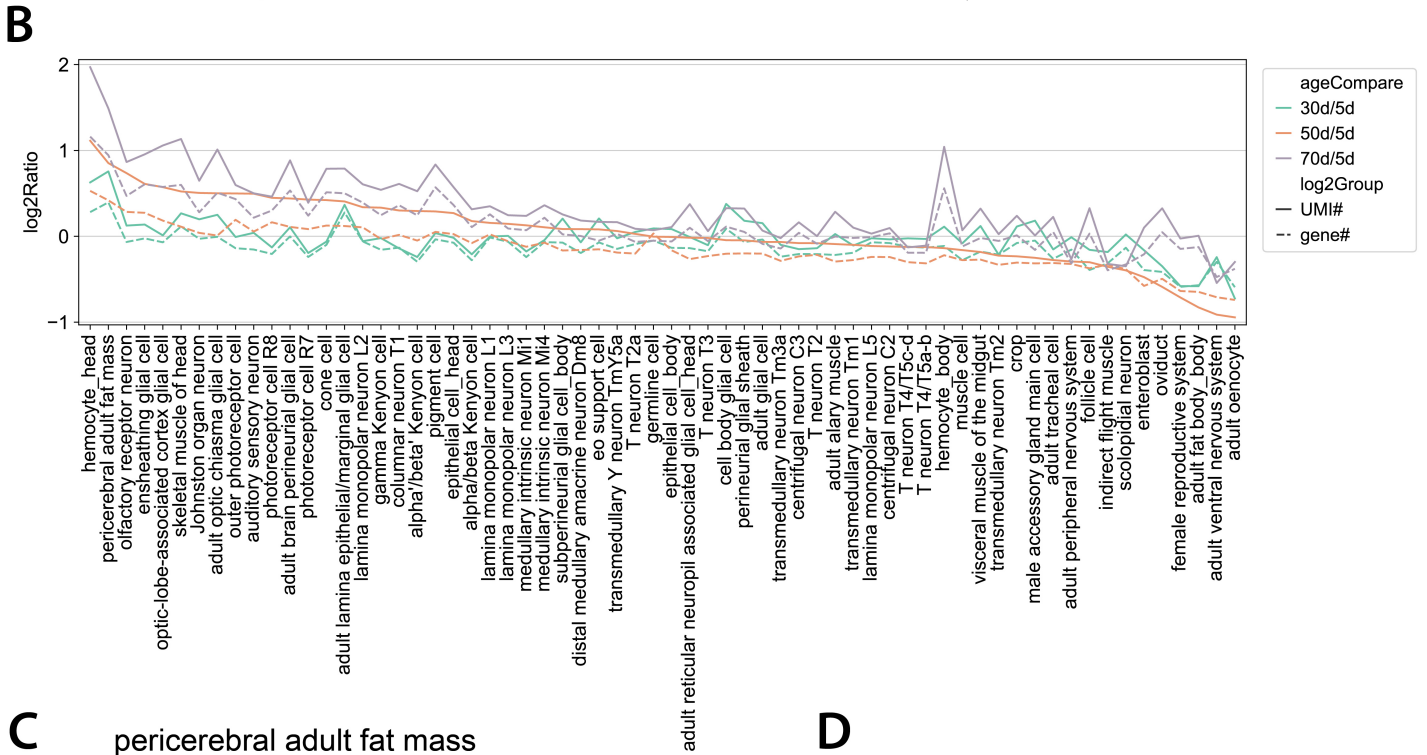 B
2
1
0
−1
log2Ratio
ageCompare
30d/5d
50d/5d
70d/5d
log2Group
UMI#
gene#
hemocyte_head
pericerebral adult fat mass
olfactory receptor neuron
ensheathing glial cell
optic-lobe-associated cortex glial cell
skeletal muscle of head
Johnston organ neuron
adult optic chiasma glial cell
outer photoreceptor cell
auditory sensory neuron
photoreceptor cell R8
adult brain perineurial glial cell
photoreceptor cell R7
cone cell
adult lamina epithelial/marginal glial cell
lamina monopolar neuron L2
gamma Kenyon cell
columnar neuron T1
alpha'/beta' Kenyon cell
pigment cell
epithelial cell_head
alpha/beta Kenyon cell
lamina monopolar neuron L1
lamina monopolar neuron L3
medullary intrinsic neuron Mi1
medullary intrinsic neuron Mi4
subperineurial glial cell_body
distal medullary amacrine neuron Dm8
eo support cell
transmedullary Y neuron TmY5a
T neuron T2a
germline cell
epithelial cell_body
adult reticular neuropil associated glial cell_head
T neuron T3
cell body glial cell
perineurial glial sheath
adult glial cell
transmedullary neuron Tm3a
centrifugal neuron C3
T neuron T2
adult alary muscle
transmedullary neuron Tm1
lamina monopolar neuron L5
centrifugal neuron C2
T neuron T4/T5c-d
T neuron T4/T5a-b
hemocyte_body
muscle cell
visceral muscle of the midgut
transmedullary neuron Tm2
crop
male accessory gland main cell
adult tracheal cell
adult peripheral nervous system
follicle cell
indirect flight muscle
scolopidial neuron
enteroblast
oviduct
female reproductive system
adult fat body_body
adult ventral nervous system
adult oenocyte
C
pericerebral adult fat mass
D